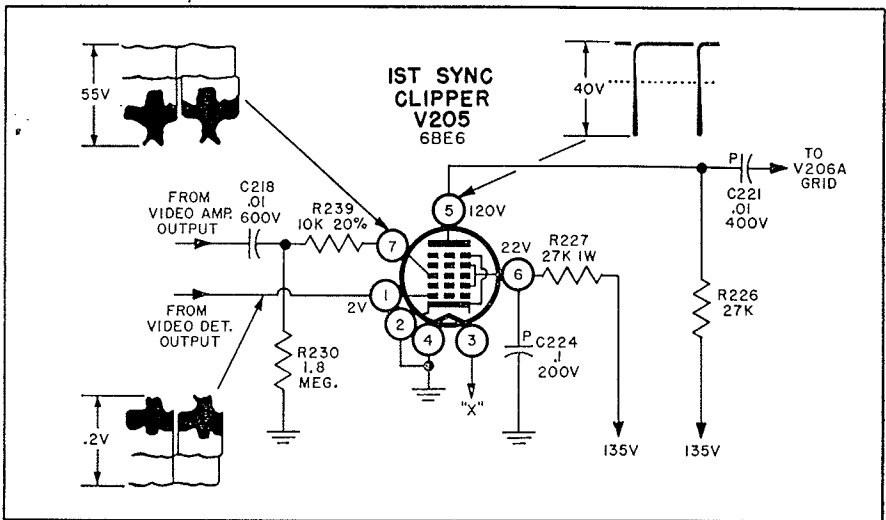 1ST SYNC
CLIPPER
V205
6BE6
55V
40V
TO
V206A
GRID
P
C221
.01
400V
FROM
VIDEO AMP.
OUTPUT
C218
.01
600V
R239
10K 20%
7
5
120V
22V
6
R227
27K 1W
R226
27K
1
2V
2
4
3
FROM
VIDEO DET.
OUTPUT
R230
1.8
MEG.
P
C224
.1
200V
"X"
.2V
135V
135V